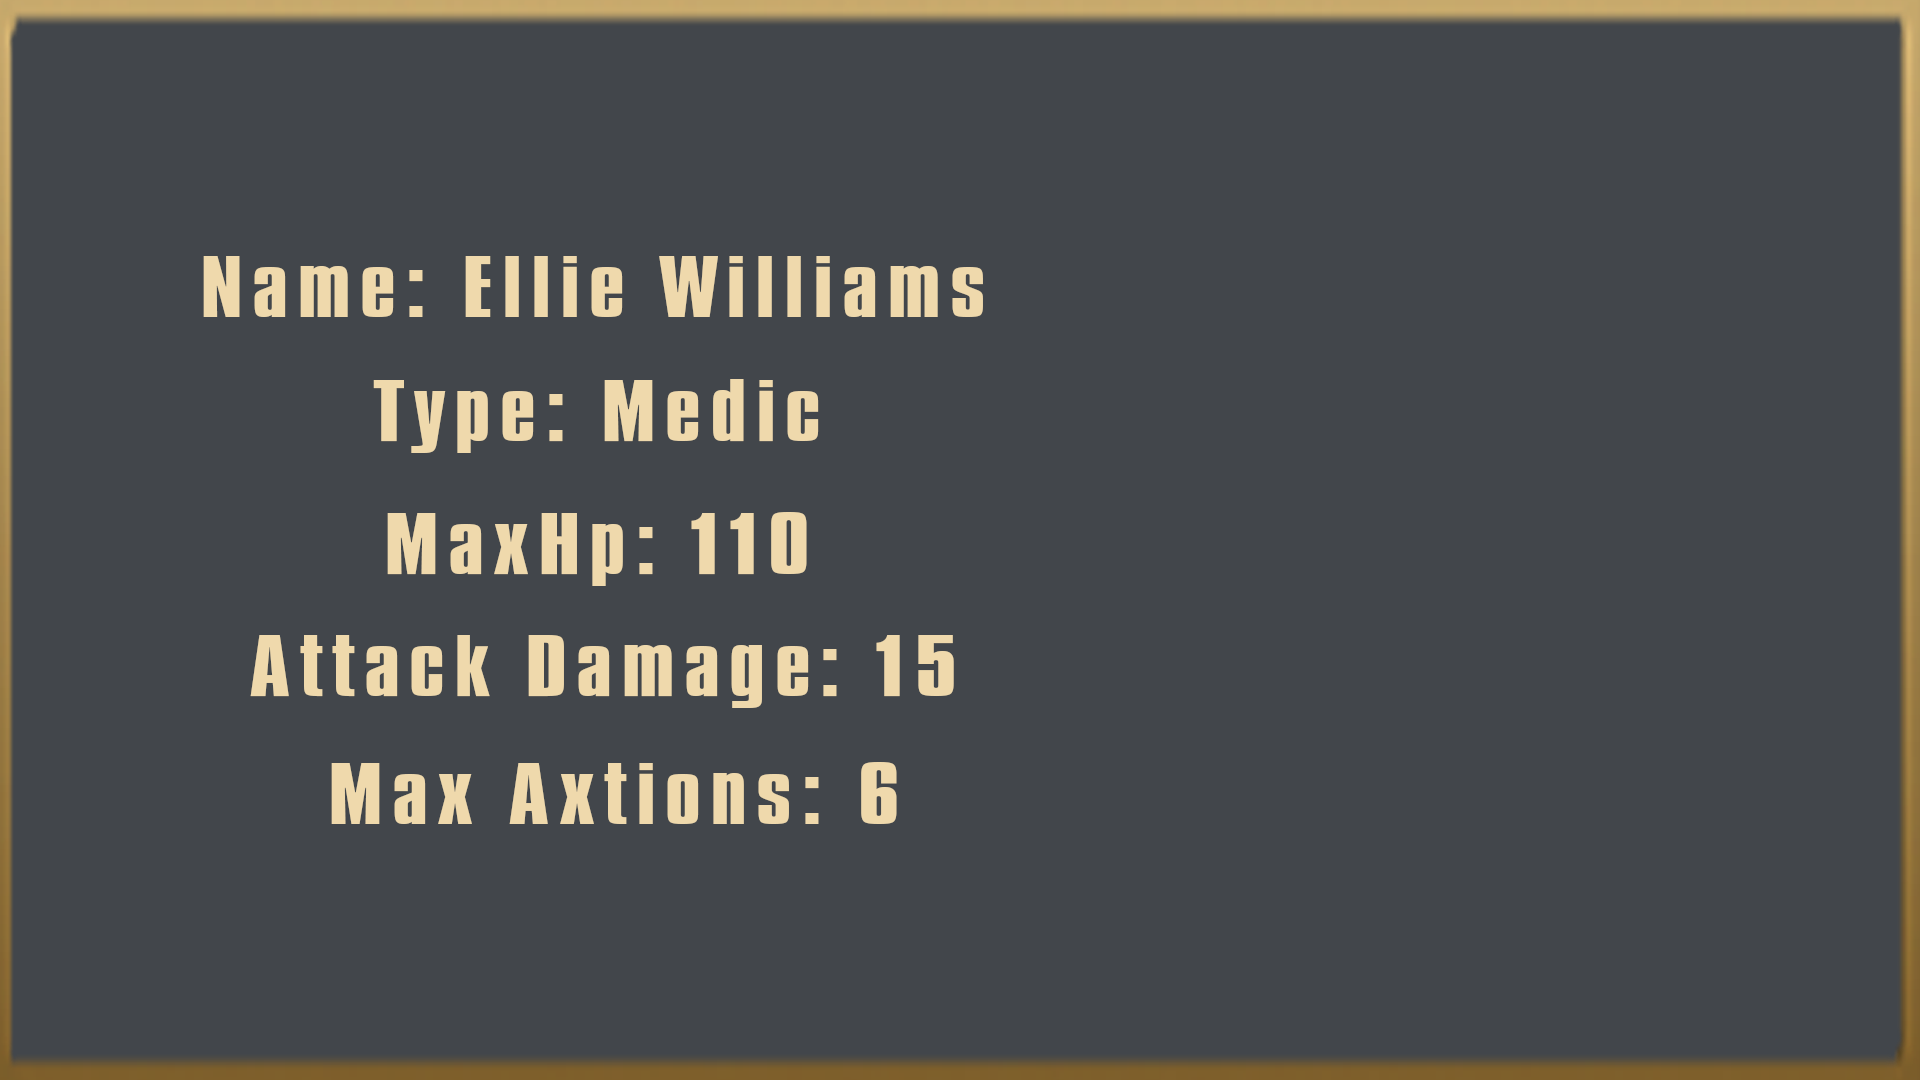 Name: Ellie Williams
Type: Medic
MaxHp: 110
Attack Damage: 15
Max Axtions: 6